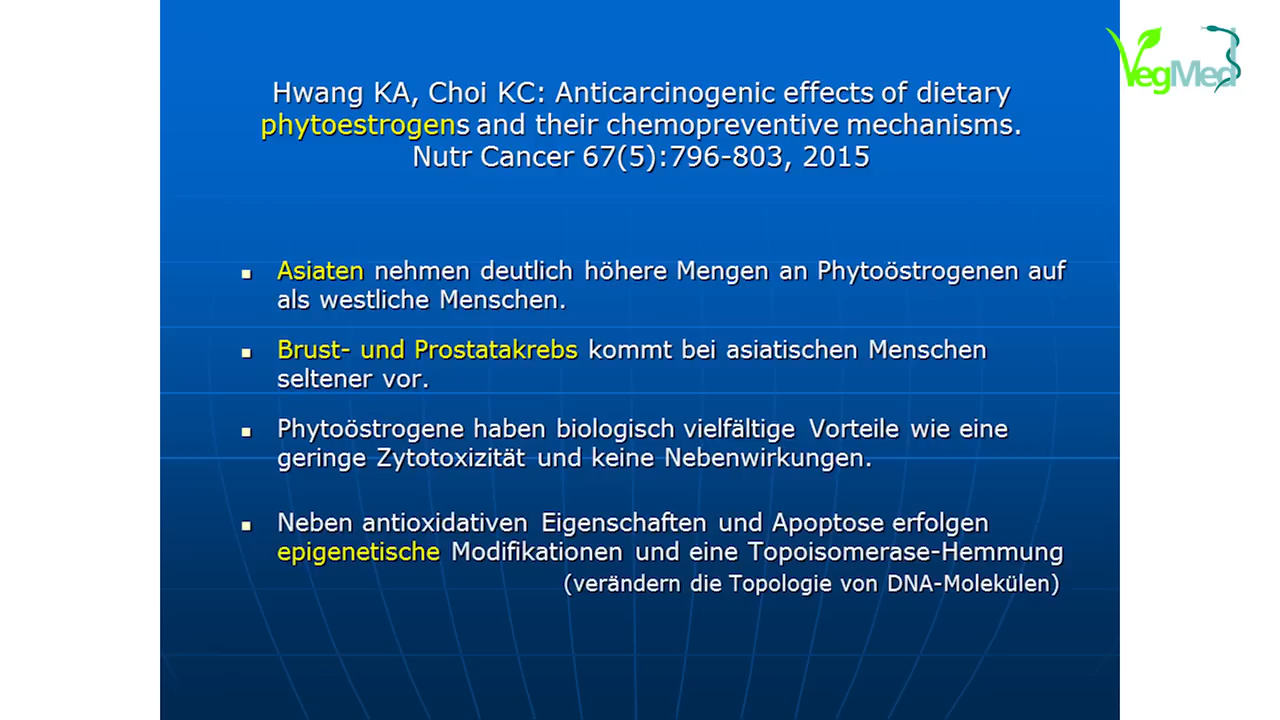 VegMed
Hwang KA, Choi KC: Anticarcinogenic effects of dietary
phytoestrogens and their chemopreventive mechanisms.
Nutr Cancer 67(5):796-803, 2015
Asiaten nehmen deutlich höhere Mengen an Phytoöstrogenen auf
als westliche Menschen.
Brust- und Prostatakrebs kommt bei asiatischen Menschen
seltener vor.
Phytoöstrogene haben biologisch vielfältige Vorteile wie eine
geringe Zytotoxizität und keine Nebenwirkungen.
Neben antioxidativen Eigenschaften und Apoptose erfolgen
epigenetische Modifikationen und eine Topoisomerase-Hemmung
(verändern die Topologie von DNA-Molekülen)